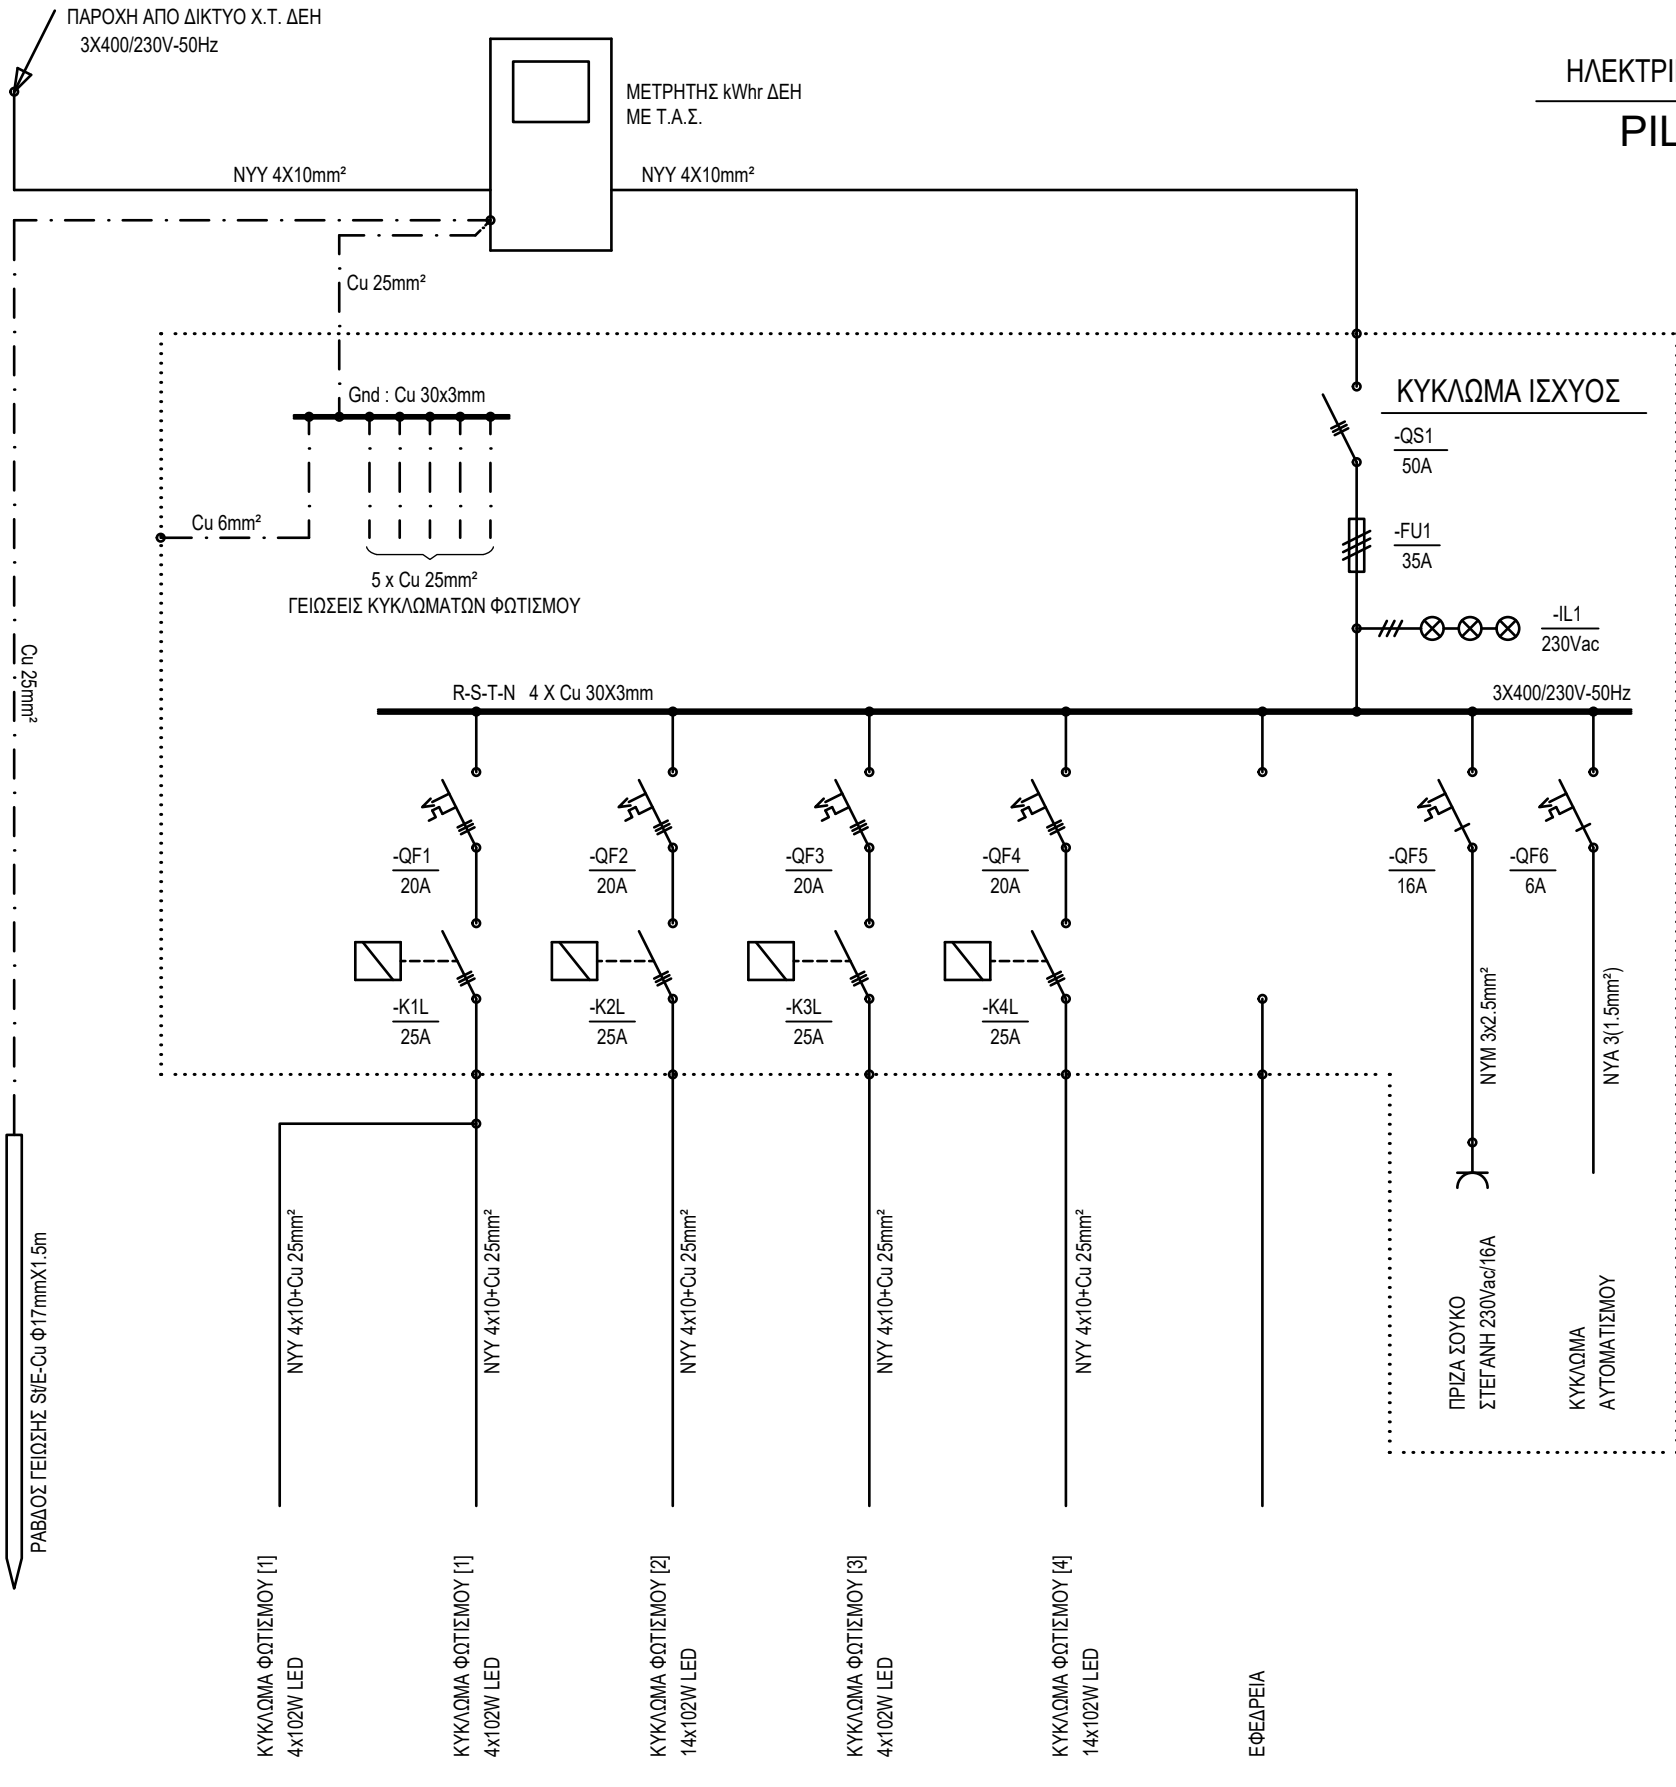 ΠΑΡΟΧΗ ΑΠΟ ΔΙΚΤΥΟ Χ.Τ. ΔΕΗ
3X400/230V-50Hz
ΜΕΤΡΗΤΗΣ kWhr ΔΕΗ
ΜΕ Τ.Α.Σ.
PIL
NYY 4X10mm²
NYY 4X10mm²
Cu 25mm²
Gnd : Cu 30x3mm
ΚΥΚΛΩΜΑ ΙΣΧΥΟΣ
-QS1
50A
Cu 6mm²
-FU1
35A
5 x Cu 25mm²
ΓΕΙΩΣΕΙΣ ΚΥΚΛΩΜΑΤΩΝ ΦΩΤΙΣΜΟΥ
-IL1
230Vac
Cu 25mm²
R-S-T-N 4 X Cu 30X3mm
3X400/230V-50Hz
-QF1
20A
-QF2
20A
-QF3
20A
-QF4
20A
-QF5
16A
-QF6
6A
-K1L
25A
-K2L
25A
-K3L
25A
-K4L
25A
NYM 3x2.5mm²
NYA 3(1.5mm²)
ΡΑΒΔΟΣ ΓΕΙΩΣΗΣ St/E-Cu Φ17mmX1.5m
NYY 4x10+Cu 25mm²
NYY 4x10+Cu 25mm²
NYY 4x10+Cu 25mm²
NYY 4x10+Cu 25mm²
NYY 4x10+Cu 25mm²
ΠΡΙΖΑ ΣΟΥΚΟ
ΣΤΕΓΑΝΗ 230Vac/16A
ΚΥΚΛΩΜΑ
ΑΥΤΟΜΑΤΙΣΜΟΥ
ΚΥΚΛΩΜΑ ΦΩΤΙΣΜΟΥ [1]
4x102W LED
ΚΥΚΛΩΜΑ ΦΩΤΙΣΜΟΥ [1]
4x102W LED
ΚΥΚΛΩΜΑ ΦΩΤΙΣΜΟΥ [2]
14x102W LED
ΚΥΚΛΩΜΑ ΦΩΤΙΣΜΟΥ [3]
4x102W LED
ΚΥΚΛΩΜΑ ΦΩΤΙΣΜΟΥ [4]
14x102W LED
ΕΦΕΔΡΕΙΑ